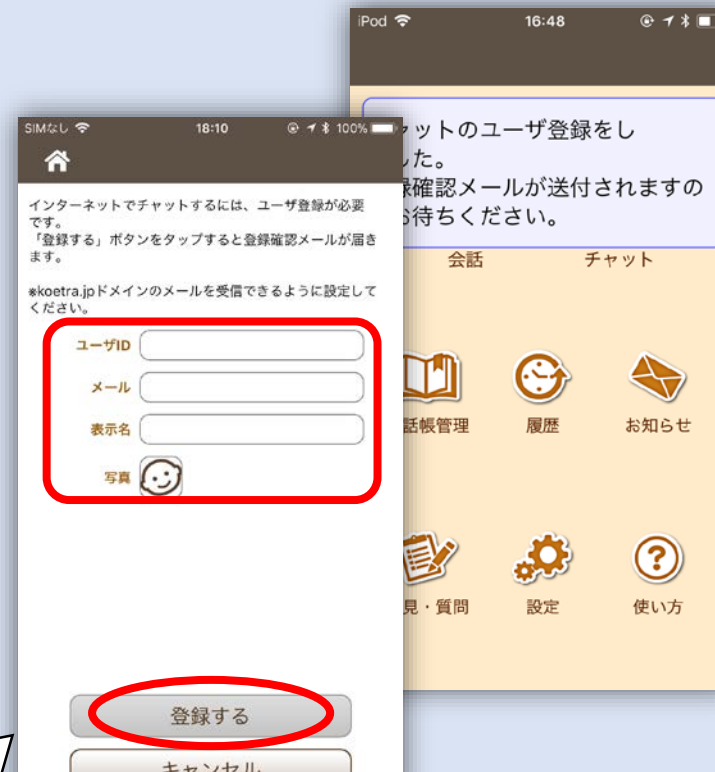 SIMなし
18:10
100%
インターネットでチャットするには、ユーザ登録が必要
です。
「登録する」ボタンをタップすると登録確認メールが届き
ます。
※koetra.jpドメインのメールを受信できるように設定して
ください。
ユーザID
メール
表示名
写真
登録する
キャンセル
iPod
16:48
ャットのユーザ登録をし
した。
録確認メールが送付されますの
お待ちください。
会話
チャット
話帳管理
履歴
お知らせ
見・質問
設定
使い方